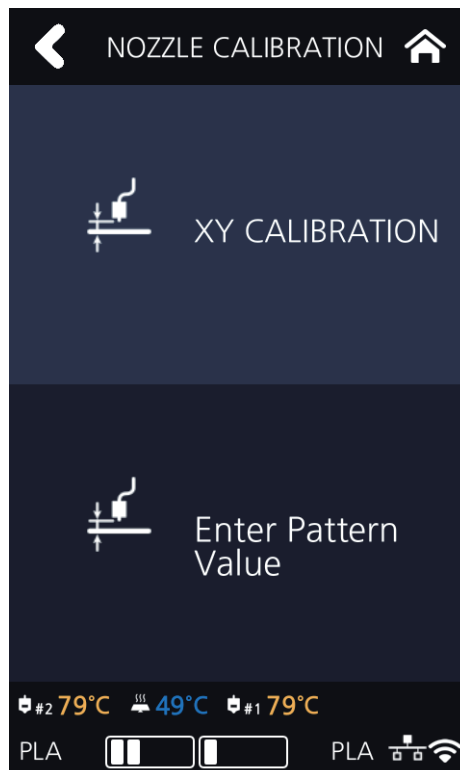 NOZZLE CALIBRATION
XY CALIBRATION
Enter Pattern
Value
#2 79°C 49°C #1 79°C
PLA PLA